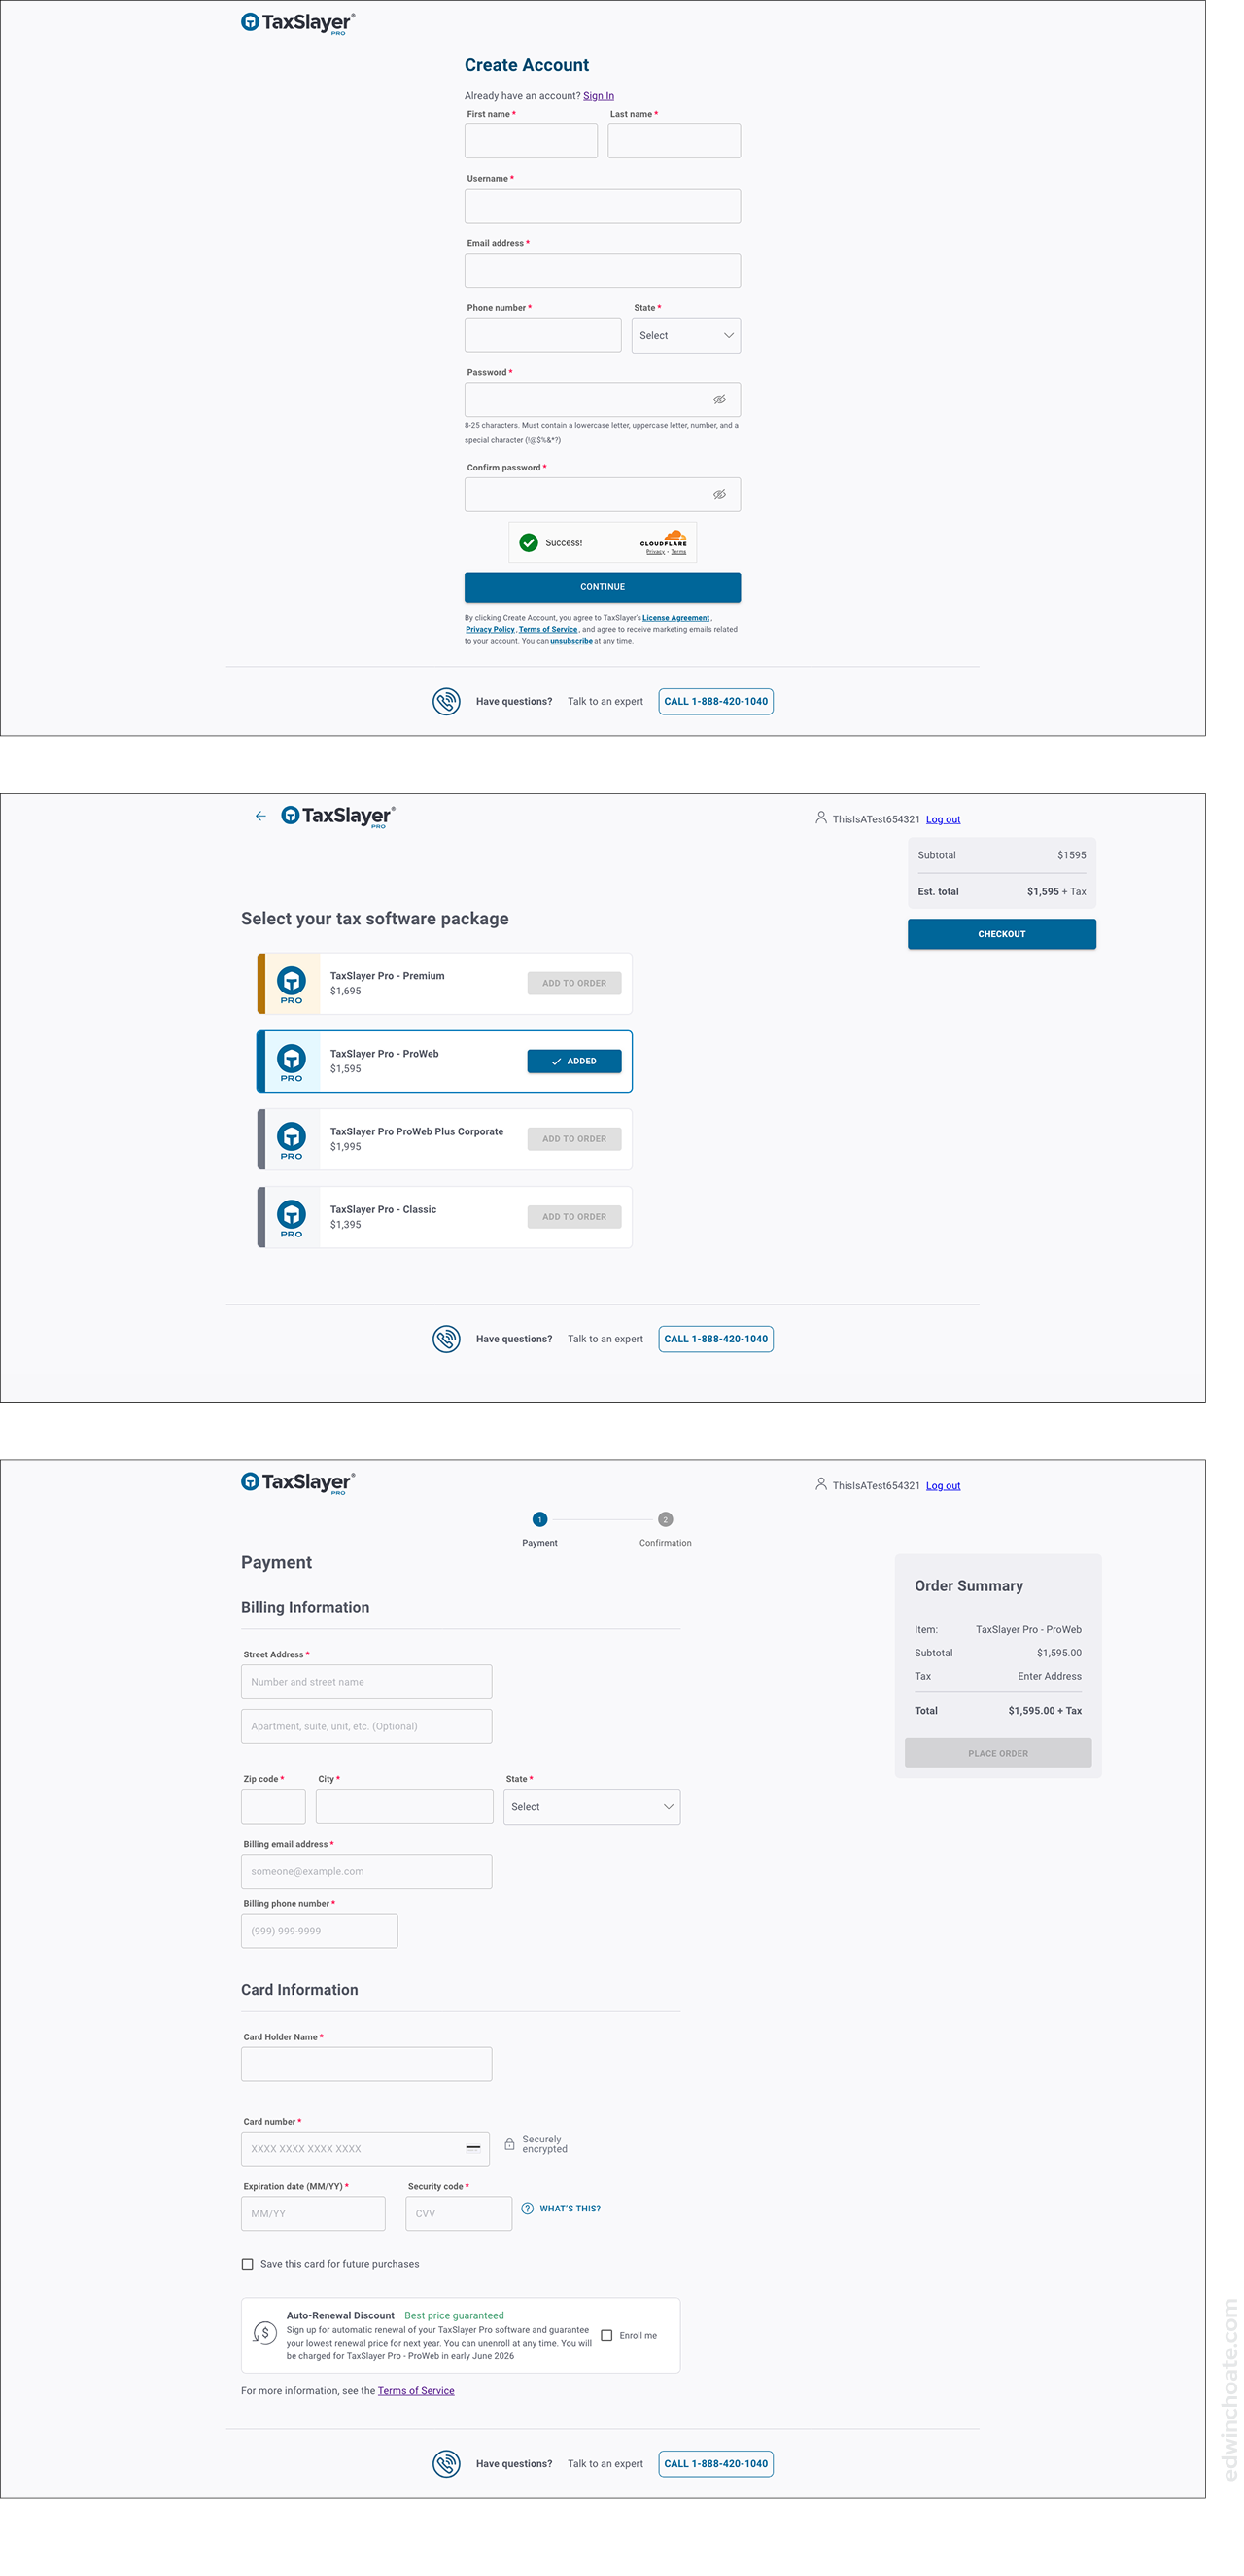 TaxSlayer®
PRO
Create Account
Already have an account? Sign In
First name * Last name *
Username *
Email address *
Phone number * State *
Select
Password *
8-25 characters. Must contain a lowercase letter, uppercase letter, number, and a
special character (!@$%&*?)
Confirm password *
Success! CLOUDFLARE
Privacy • Terms
CONTINUE
By clicking Create Account, you agree to TaxSlayer's License Agreement,
Privacy Policy, Terms of Service, and agree to receive marketing emails related
to your account. You can unsubscribe at any time.
Have questions? Talk to an expert CALL 1-888-420-1040
TaxSlayer®
PRO
ThisIsATest654321 Log out
Subtotal $1595
Est. total $1,595 + Tax
CHECKOUT
Select your tax software package
PRO
TaxSlayer Pro - Premium
$1,695
ADD TO ORDER
PRO
TaxSlayer Pro - ProWeb
$1,595
ADDED
PRO
TaxSlayer Pro ProWeb Plus Corporate
$1,995
ADD TO ORDER
PRO
TaxSlayer Pro - Classic
$1,395
ADD TO ORDER
Have questions? Talk to an expert CALL 1-888-420-1040
TaxSlayer®
PRO
ThisIsATest654321 Log out
1 2
Payment Confirmation
Payment
Billing Information
Street Address *
Number and street name
Apartment, suite, unit, etc. (Optional)
Zip code * City * State *
Select
Billing email address *
someone@example.com
Billing phone number *
(999) 999-9999
Order Summary
Item: TaxSlayer Pro - ProWeb
Subtotal $1,595.00
Tax Enter Address
Total $1,595.00 + Tax
PLACE ORDER
Card Information
Card Holder Name *
Card number *
XXXX XXXX XXXX XXXX
Securely
encrypted
Expiration date (MM/YY) * Security code *
MM/YY CVV WHAT'S THIS?
Save this card for future purchases
Auto-Renewal Discount Best price guaranteed
Sign up for automatic renewal of your TaxSlayer Pro software and guarantee
your lowest renewal price for next year. You can unenroll at any time. You will
be charged for TaxSlayer Pro - ProWeb in early June 2026
Enroll me
For more information, see the Terms of Service
Have questions? Talk to an expert CALL 1-888-420-1040
edwinchoate.com